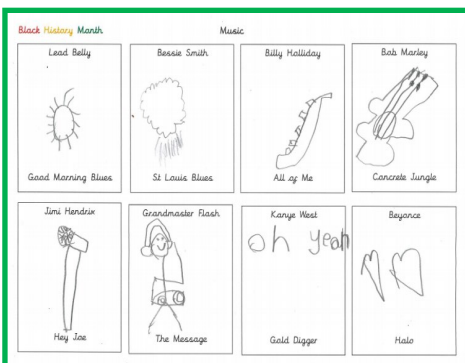 Black History Month Music
Lead Belly
Bessie Smith
Billy Holliday
Bob Marley
Good Morning Blues
St Louis Blues
All of Me
Concrete Jungle
Jimi Hendrix
Grandmaster Flash
Kanye West
Beyonce
oh yeah
Hey Joe
The Message
Gold Digger
Halo